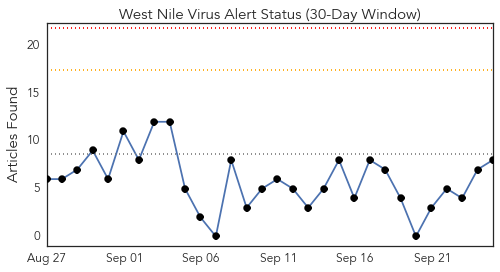 West Nile Virus Alert Status (30-Day Window)
Articles Found
20
15
10
5
0
Aug 27 Sep 01 Sep 06 Sep 11 Sep 16 Sep 21